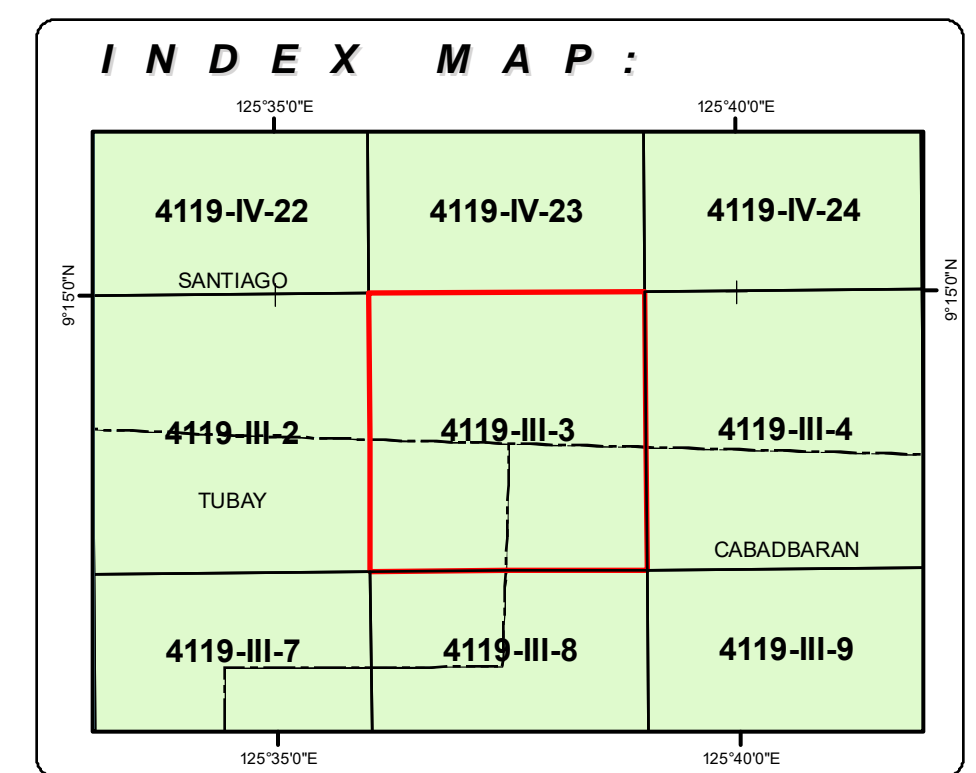 INDEX MAP:
125°35'0"E 125°40'0"E
4119-IV-22 4119-IV-23 4119-IV-24
SANTIAGO
9°15'0"N 9°15'0"N
4119-III-2 4119-III-3 4119-III-4
TUBAY
CABADBARAN
4119-III-7 4119-III-8 4119-III-9
125°35'0"E 125°40'0"E